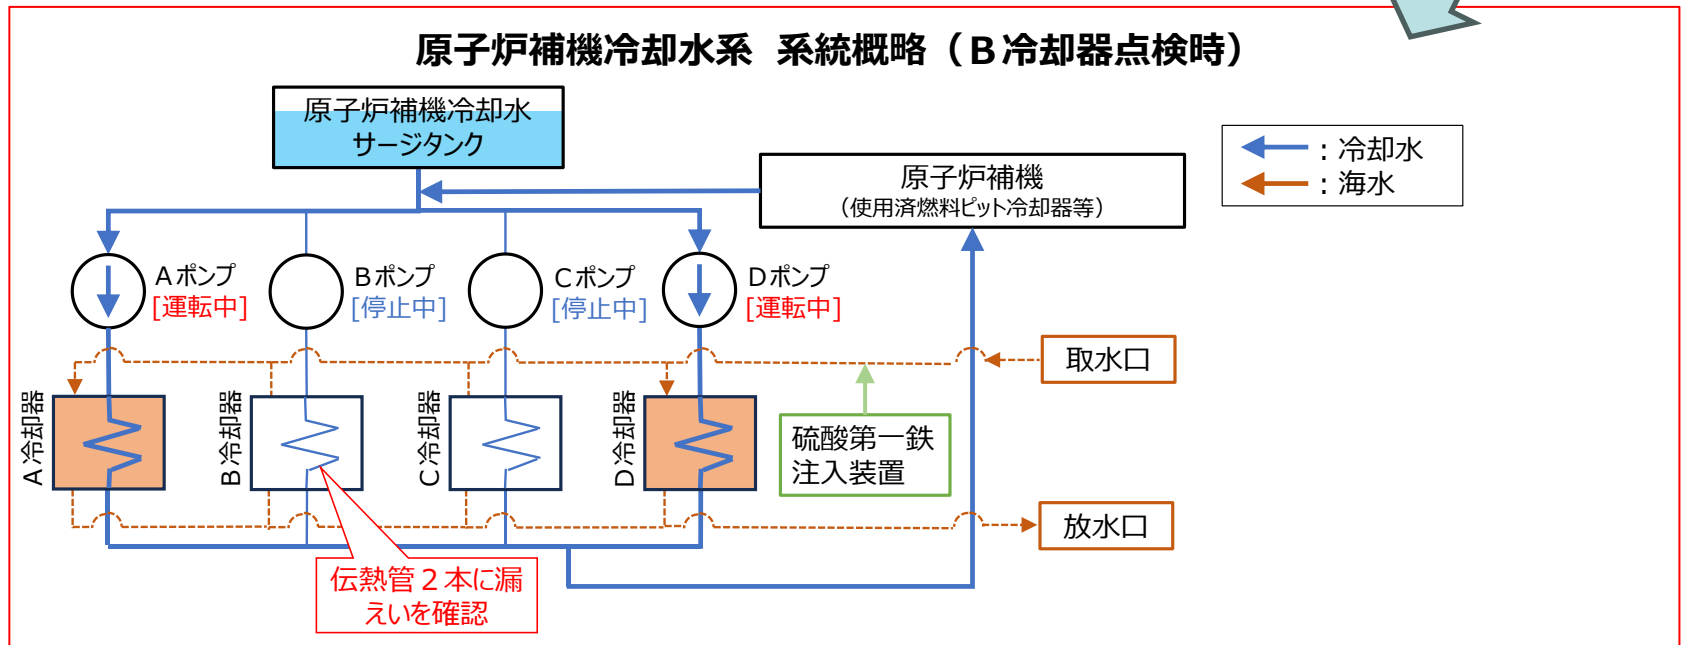 原子炉補機冷却水系 系統概略（Ｂ冷却器点検時）
原子炉補機冷却水
サージタンク
原子炉補機
（使用済燃料ピット冷却器等）
：冷却水
：海水
Ａポンプ
[運転中]
Ｂポンプ
[停止中]
Ｃポンプ
[停止中]
Ｄポンプ
[運転中]
取水口
Ａ冷却器
Ｂ冷却器
Ｃ冷却器
Ｄ冷却器
硫酸第一鉄
注入装置
放水口
伝熱管２本に漏
えいを確認